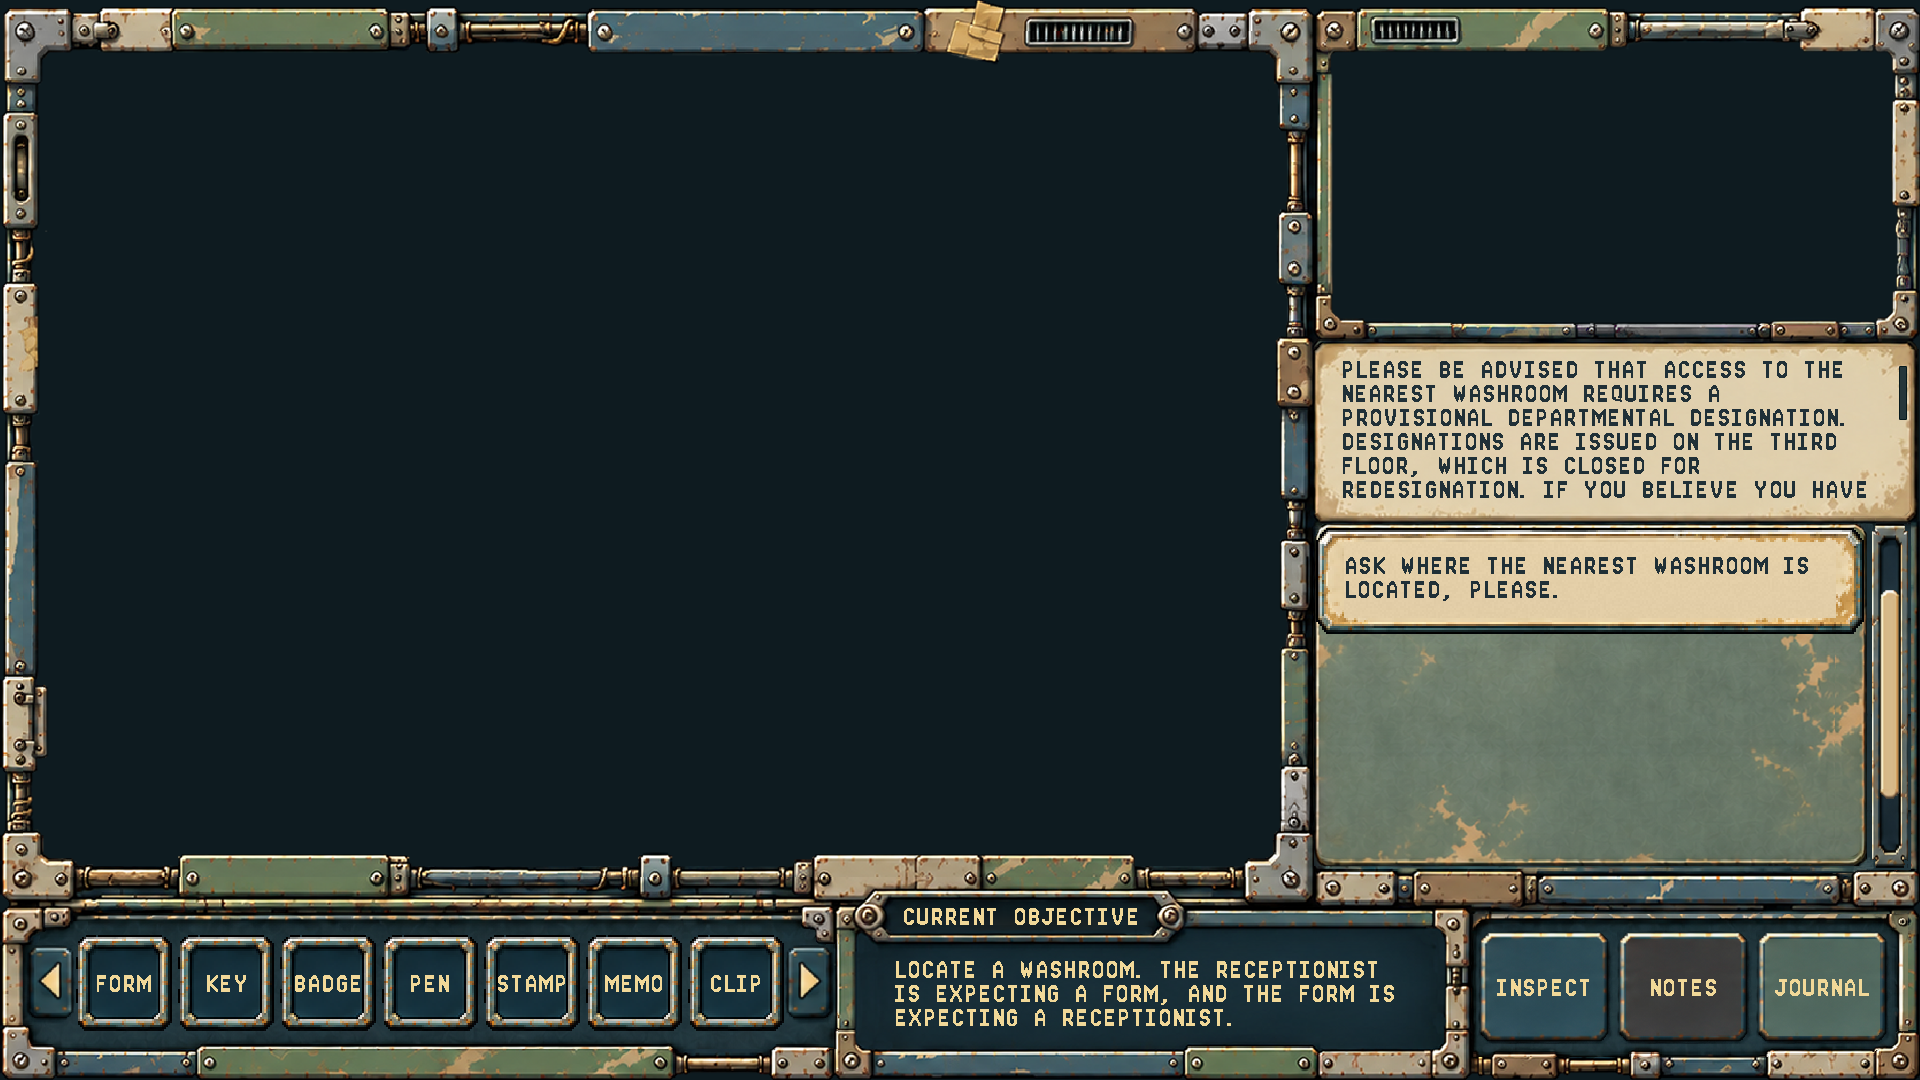 PLEASE BE ADVISED THAT ACCESS TO THE
NEAREST WASHROOM REQUIRES A
PROVISIONAL DEPARTMENTAL DESIGNATION.
DESIGNATIONS ARE ISSUED ON THE THIRD
FLOOR, WHICH IS CLOSED FOR
REDESIGNATION. IF YOU BELIEVE YOU HAVE
ASK WHERE THE NEAREST WASHROOM IS
LOCATED, PLEASE.
CURRENT OBJECTIVE
LOCATE A WASHROOM. THE RECEPTIONIST
IS EXPECTING A FORM, AND THE FORM IS
EXPECTING A RECEPTIONIST.
FORM
KEY
BADGE
PEN
STAMP
MEMO
CLIP
INSPECT
NOTES
JOURNAL